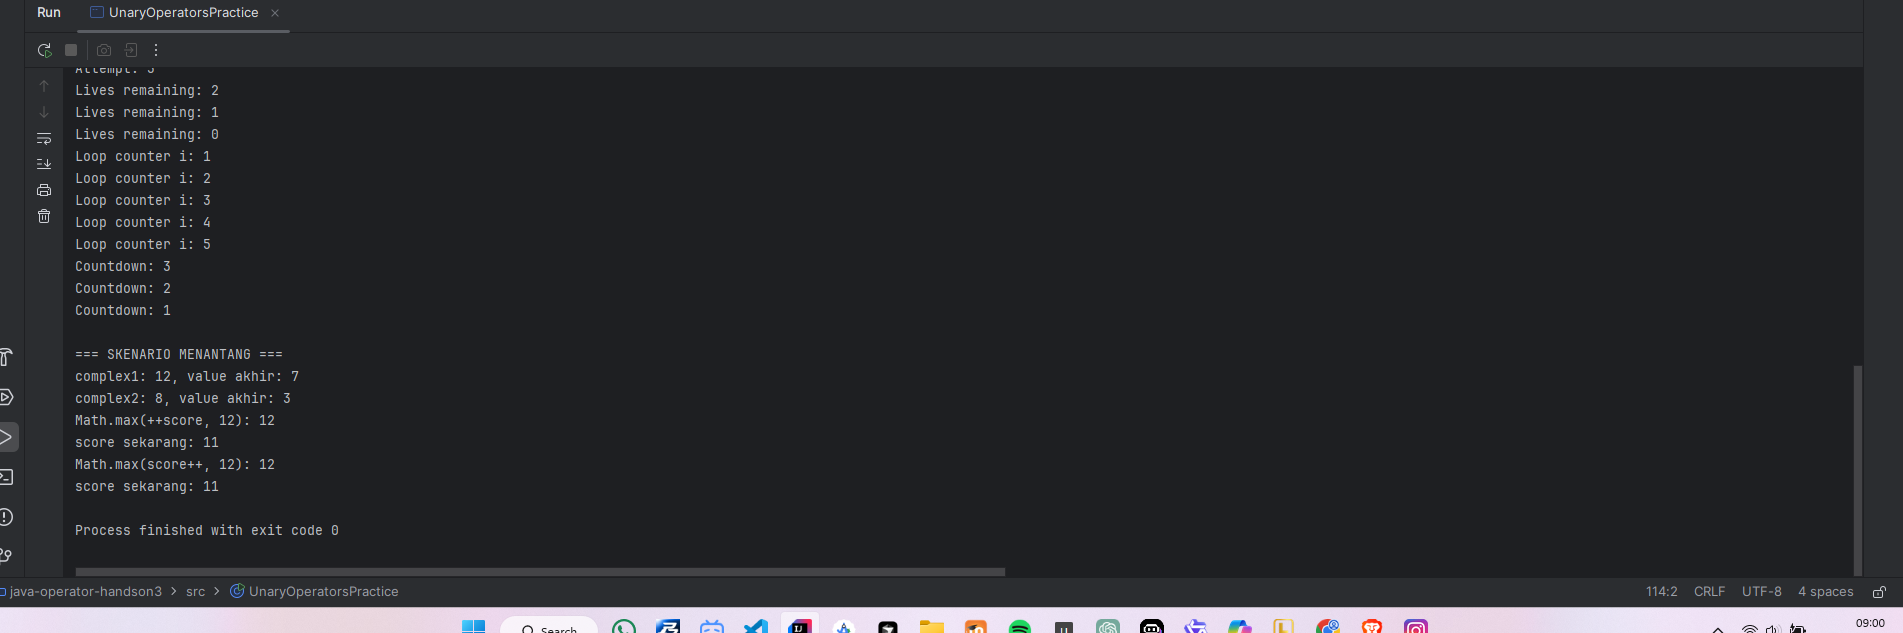 Run UnaryOperatorsPractice
Attempt: 3
Lives remaining: 2
Lives remaining: 1
Lives remaining: 0
Loop counter i: 1
Loop counter i: 2
Loop counter i: 3
Loop counter i: 4
Loop counter i: 5
Countdown: 3
Countdown: 2
Countdown: 1
=== SKENARIO MENANTANG ===
complex1: 12, value akhir: 7
complex2: 8, value akhir: 3
Math.max(++score, 12): 12
score sekarang: 11
Math.max(score++, 12): 12
score sekarang: 11
Process finished with exit code 0
java-operator-handson3 > src > UnaryOperatorsPractice 114:2 CRLF UTF-8 4 spaces
Search 09:00